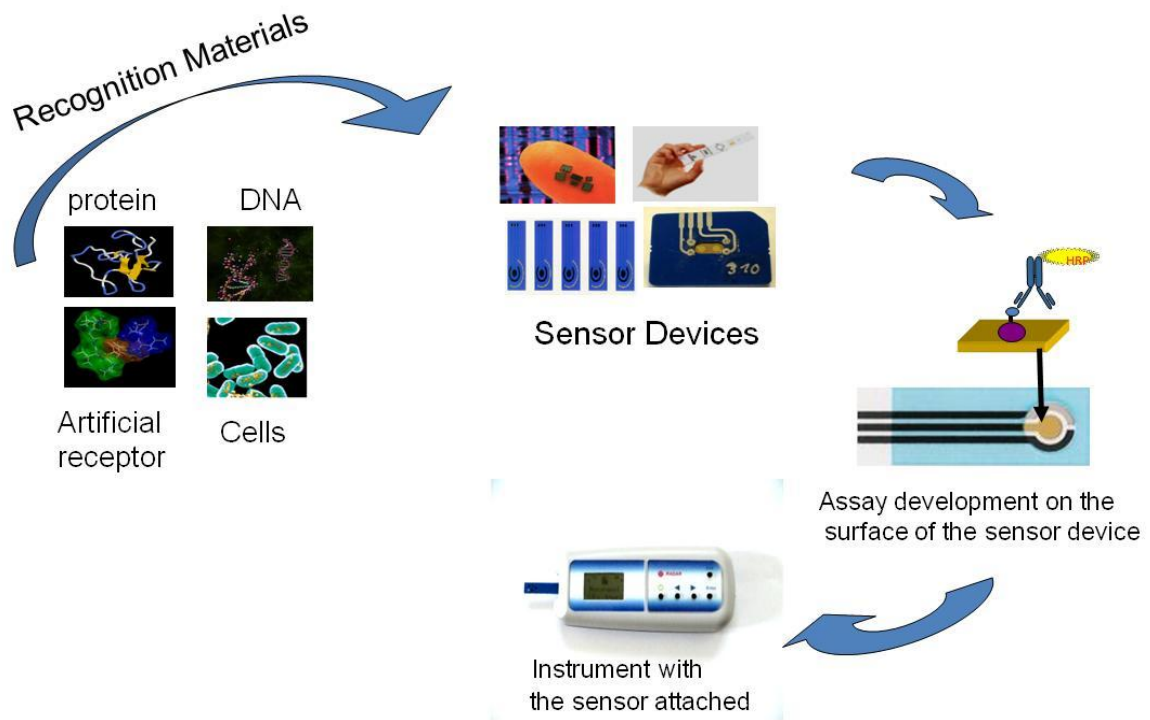 Recognition Materials
protein
DNA
Artificial
receptor
Cells
Sensor Devices
310
HRP
Assay development on the
surface of the sensor device
Instrument with
the sensor attached